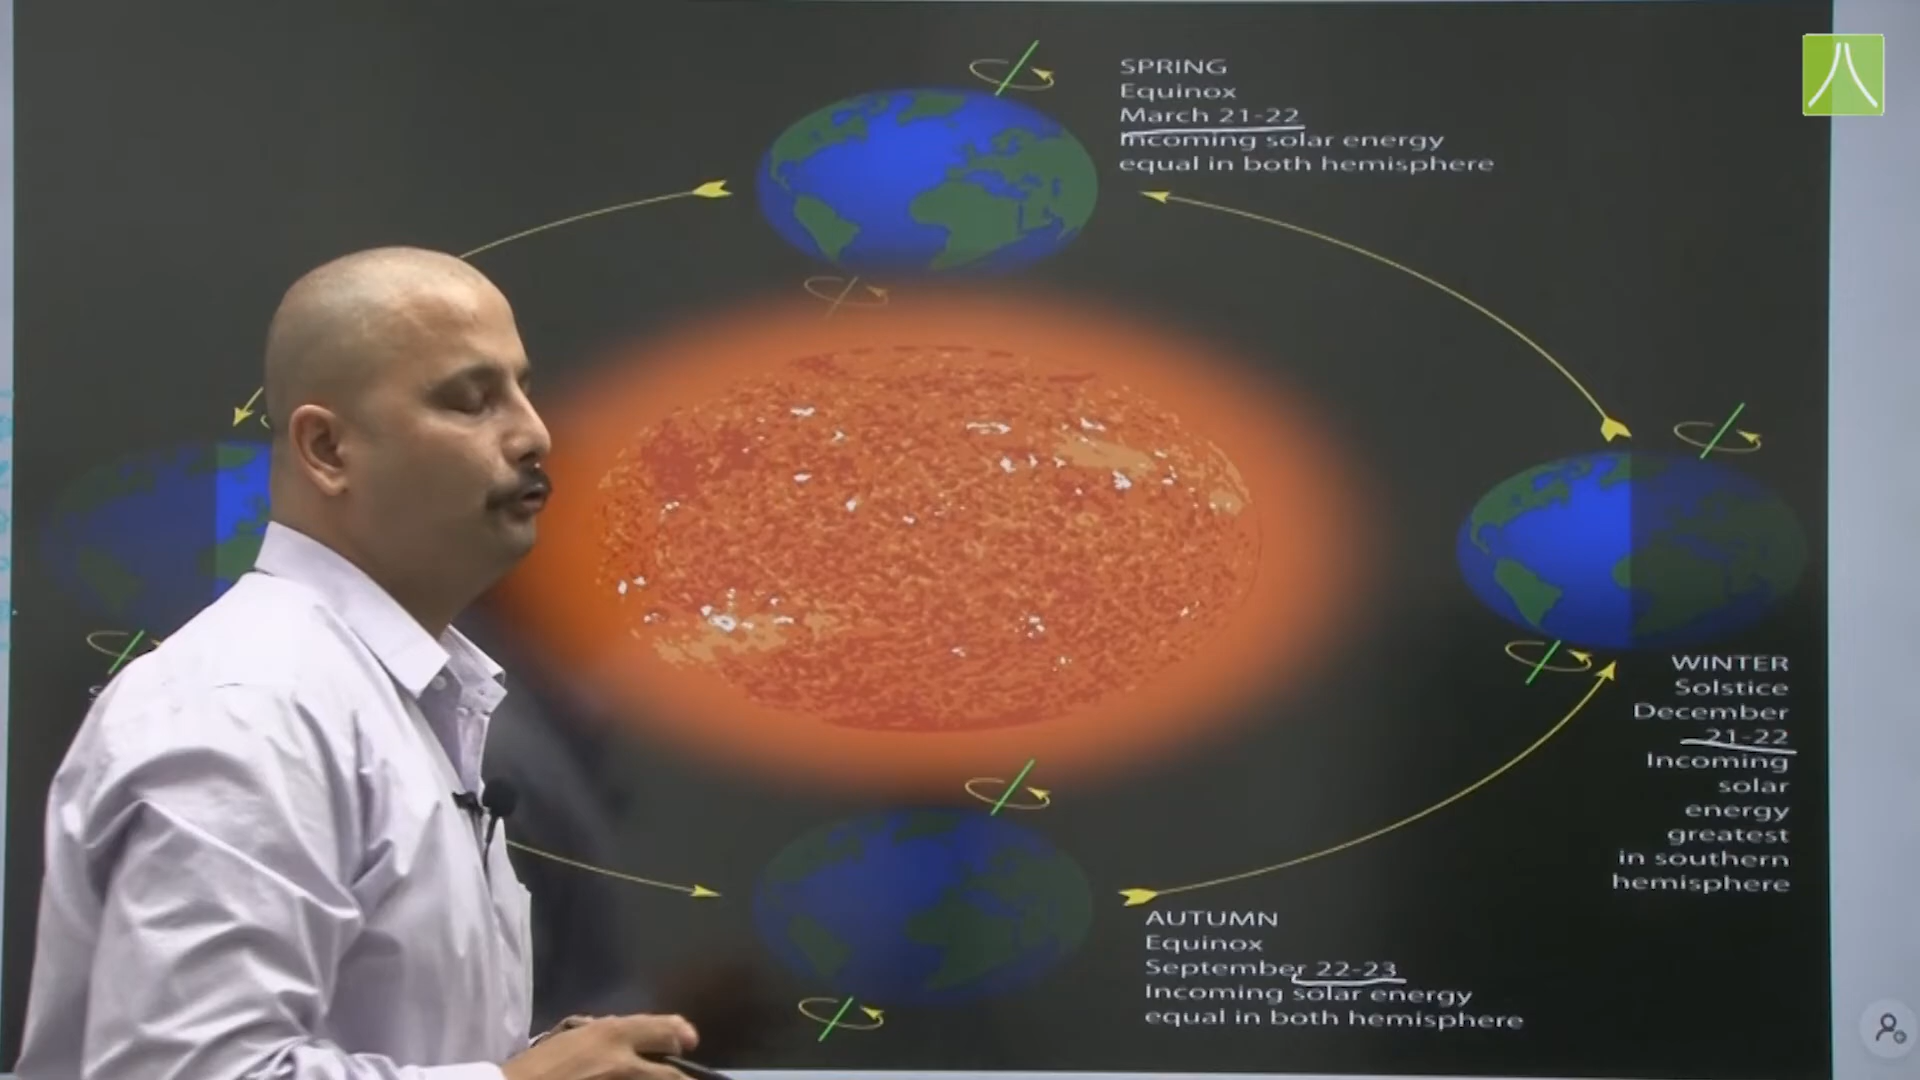 SPRING
Equinox
March 21-22
Incoming solar energy
equal in both hemisphere
WINTER
Solstice
December
21-22
Incoming
solar
energy
greatest
in southern
hemisphere
AUTUMN
Equinox
September 22-23
Incoming solar energy
equal in both hemisphere